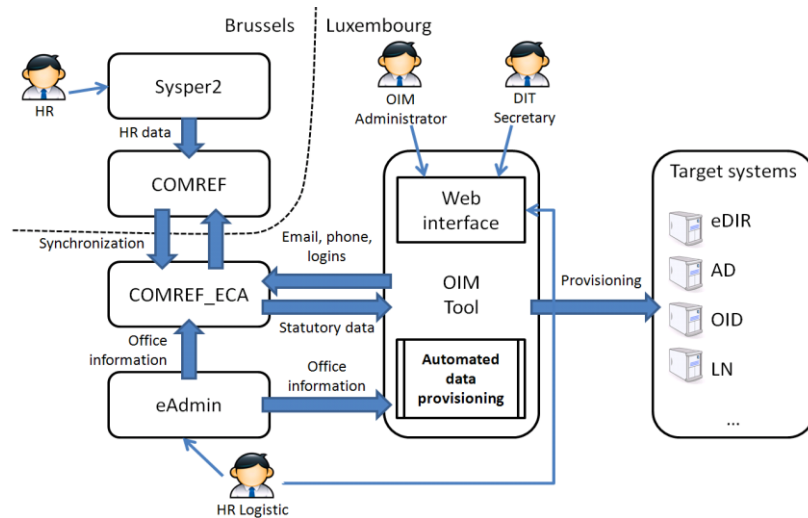 Brussels
Luxembourg
HR
Sysper2
OIM
Administrator
DIT
Secretary
HR data
COMREF
Web
interface
Target systems
eDIR
AD
OID
LN
...
Synchronization
Email, phone,
logins
COMREF_ECA
OIM
Tool
Provisioning
Statutory data
Office
information
Office
information
Automated
data
provisioning
eAdmin
HR Logistic